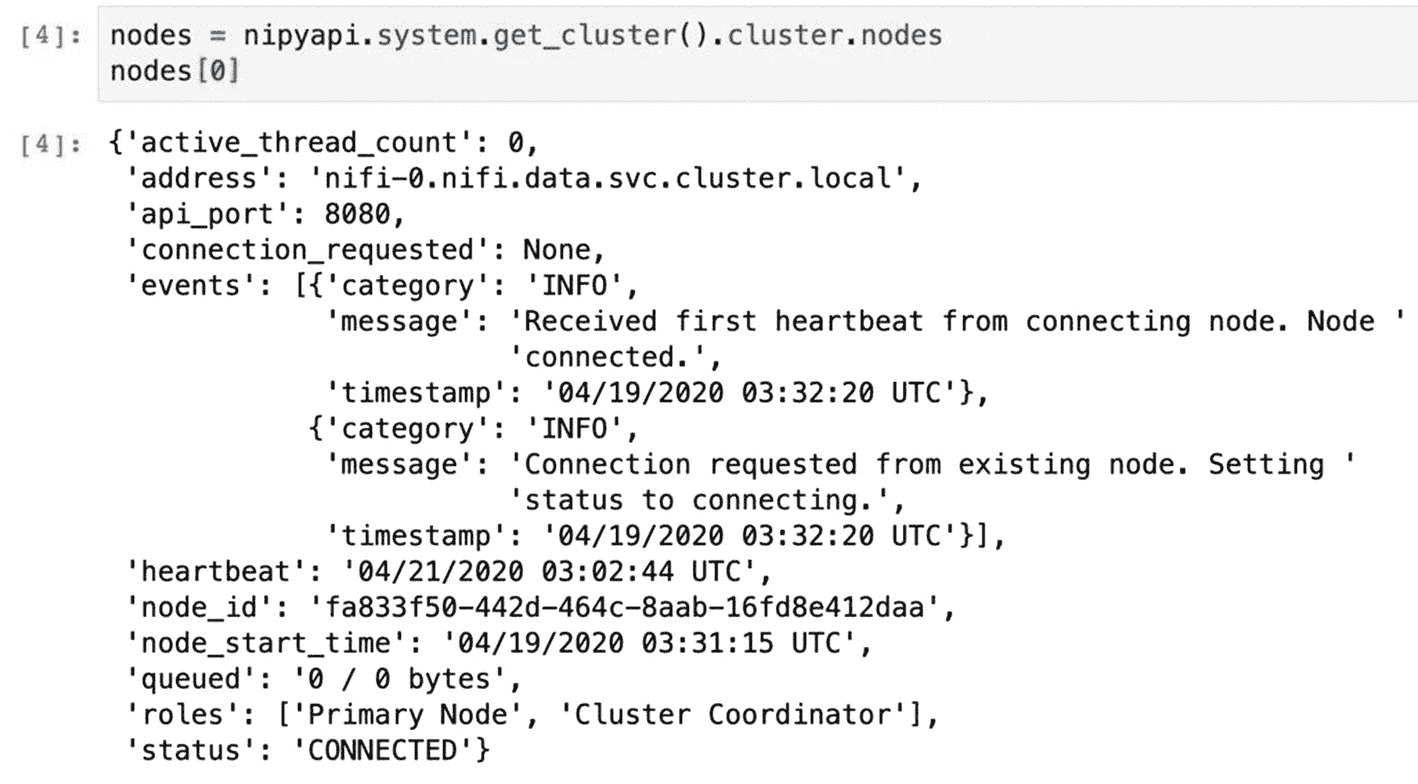 [4]: nodes = nipyapi.system.get_cluster().cluster.nodes
nodes[0]
[4]: {'active_thread_count': 0,
'address': 'nifi-0.nifi.data.svc.cluster.local',
'api_port': 8080,
'connection_requested': None,
'events': [{'category': 'INFO',
'message': 'Received first heartbeat from connecting node. Node '
'connected.',
'timestamp': '04/19/2020 03:32:20 UTC'},
{'category': 'INFO',
'message': 'Connection requested from existing node. Setting '
'status to connecting.',
'timestamp': '04/19/2020 03:32:20 UTC'}],
'heartbeat': '04/21/2020 03:02:44 UTC',
'node_id': 'fa833f50-442d-464c-8aab-16fd8e412daa',
'node_start_time': '04/19/2020 03:31:15 UTC',
'queued': '0 / 0 bytes',
'roles': ['Primary Node', 'Cluster Coordinator'],
'status': 'CONNECTED'}